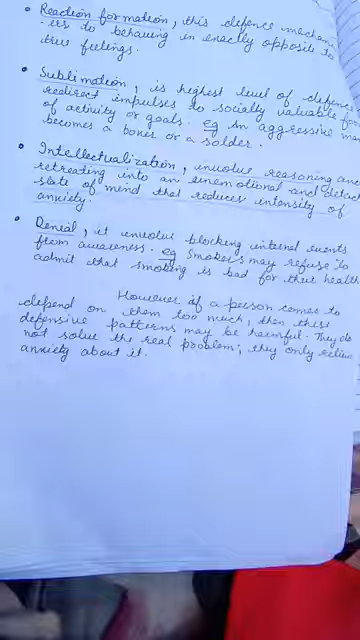 • Reaction formation, this defence mechan
-ers to behaving in exactly opposite to
true feelings.
• Sublimation, is highest level of defence
redirect impulses to socially valuable for
of activity or goals. eg An aggressive ma
becomes a boxer or a solder.
• Intellectualization, involve reasoning and
retreating into an unemotional and detach
state of mind that reduces intensity of
anxiety.
• Denial, it involve blocking internal events
from awareness. eg Smokers may refuse to
admit that smoking is bad for their health
However if a person comes to
depend on them too much, then these
defensive patterns may be harmful. They do
not solve the real problem, they only relieve
anxiety about it.